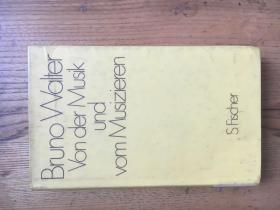 Bruno Walter
Von der Musik
und
vom Musizieren
S. Fischer